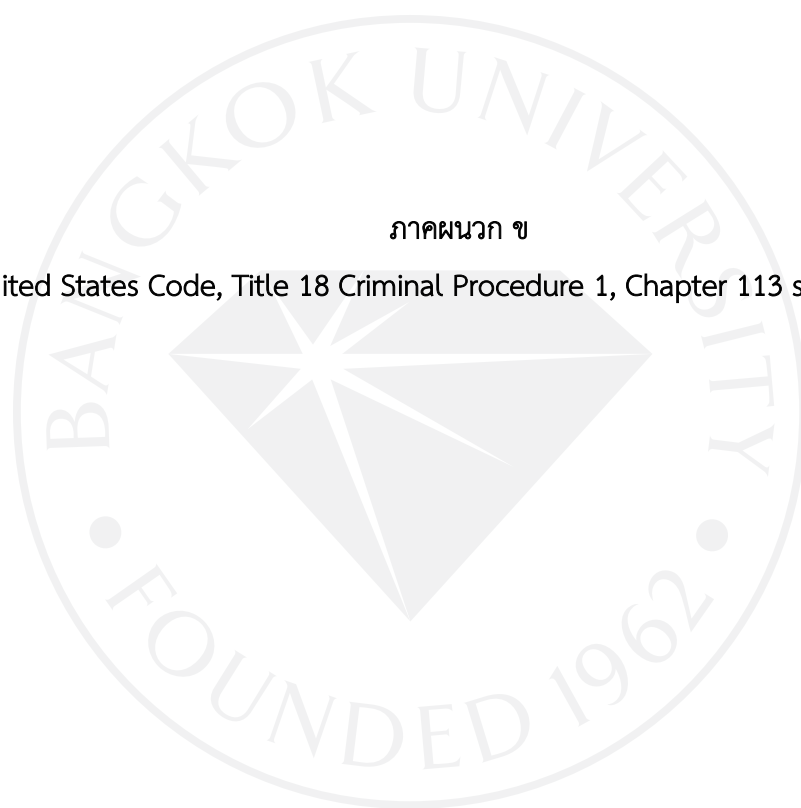 BANGKOK UNIVERSITY
ภาคผนวก ข
ited States Code, Title 18 Criminal Procedure 1, Chapter 113 s
FOUNDED 1962